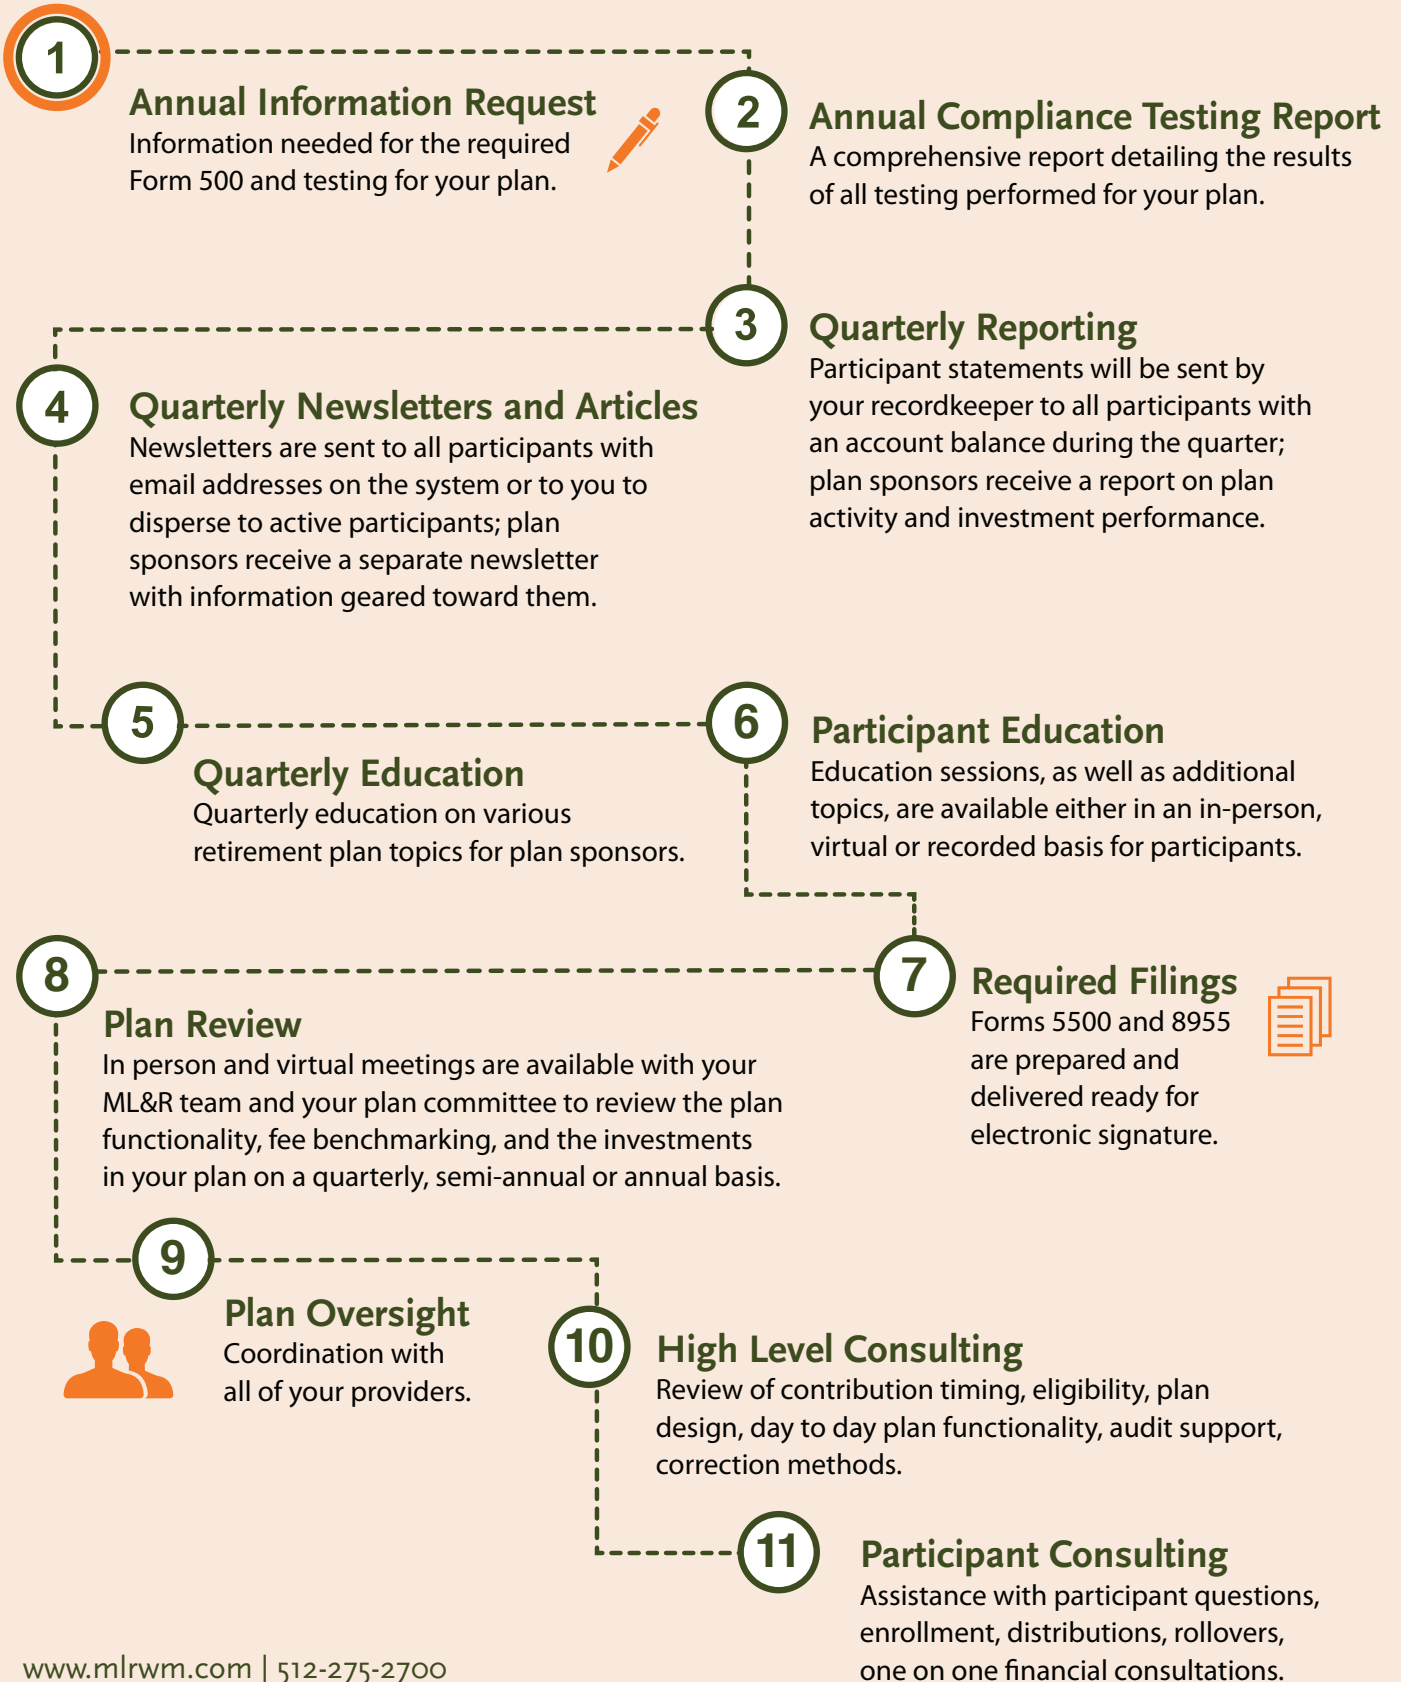 1
Annual Information Request
Information needed for the required
Form 500 and testing for your plan.
2
Annual Compliance Testing Report
A comprehensive report detailing the results
of all testing performed for your plan.
3
Quarterly Reporting
Participant statements will be sent by
your recordkeeper to all participants with
an account balance during the quarter;
plan sponsors receive a report on plan
activity and investment performance.
4
Quarterly Newsletters and Articles
Newsletters are sent to all participants with
email addresses on the system or to you to
disperse to active participants; plan
sponsors receive a separate newsletter
with information geared toward them.
5
Quarterly Education
Quarterly education on various
retirement plan topics for plan sponsors.
6
Participant Education
Education sessions, as well as additional
topics, are available either in an in-person,
virtual or recorded basis for participants.
7
Required Filings
Forms 5500 and 8955
are prepared and
delivered ready for
electronic signature.
8
Plan Review
In person and virtual meetings are available with your
ML&R team and your plan committee to review the plan
functionality, fee benchmarking, and the investments
in your plan on a quarterly, semi-annual or annual basis.
9
Plan Oversight
Coordination with
all of your providers.
10
High Level Consulting
Review of contribution timing, eligibility, plan
design, day to day plan functionality, audit support,
correction methods.
11
Participant Consulting
Assistance with participant questions,
enrollment, distributions, rollovers,
one on one financial consultations.
www.mlrwm.com | 512-275-2700